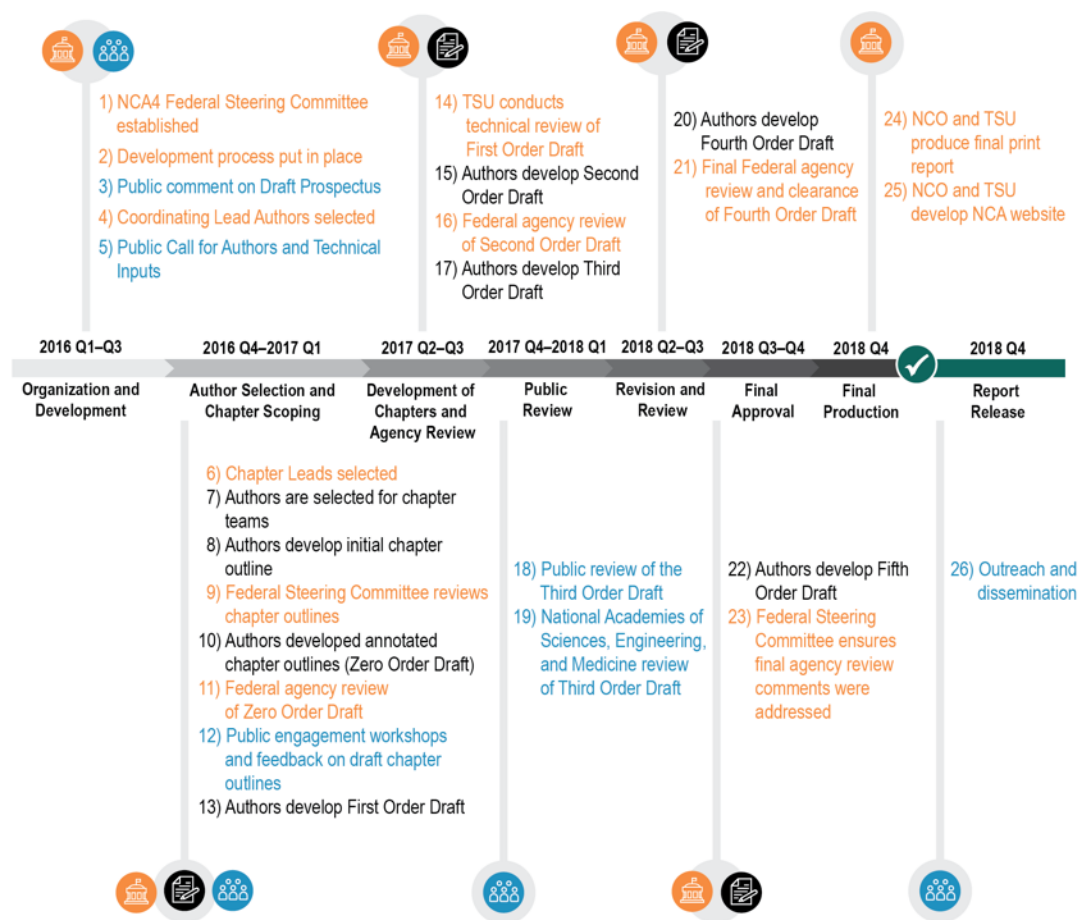 1) NCA4 Federal Steering Committee
established
2) Development process put in place
3) Public comment on Draft Prospectus
4) Coordinating Lead Authors selected
5) Public Call for Authors and Technical
Inputs
14) TSU conducts
technical review of
First Order Draft
15) Authors develop Second
Order Draft
16) Federal agency review
of Second Order Draft
17) Authors develop Third
Order Draft
20) Authors develop
Fourth Order Draft
21) Final Federal agency
review and clearance
of Fourth Order Draft
24) NCO and TSU
produce final print
report
25) NCO and TSU
develop NCA website
2016 Q1–Q3
2016 Q4–2017 Q1
2017 Q2–Q3
2017 Q4–2018 Q1
2018 Q2–Q3
2018 Q3–Q4
2018 Q4
2018 Q4
Organization and
Development
Author Selection and
Chapter Scoping
Development of
Chapters and
Agency Review
Public
Review
Revision and
Review
Final
Approval
Final
Production
Report
Release
6) Chapter Leads selected
7) Authors are selected for chapter
teams
8) Authors develop initial chapter
outline
9) Federal Steering Committee reviews
chapter outlines
10) Authors developed annotated
chapter outlines (Zero Order Draft)
11) Federal agency review
of Zero Order Draft
12) Public engagement workshops
and feedback on draft chapter
outlines
13) Authors develop First Order Draft
18) Public review of the
Third Order Draft
19) National Academies of
Sciences, Engineering,
and Medicine review
of Third Order Draft
22) Authors develop Fifth
Order Draft
23) Federal Steering
Committee ensures
final agency review
comments were
addressed
26) Outreach and
dissemination